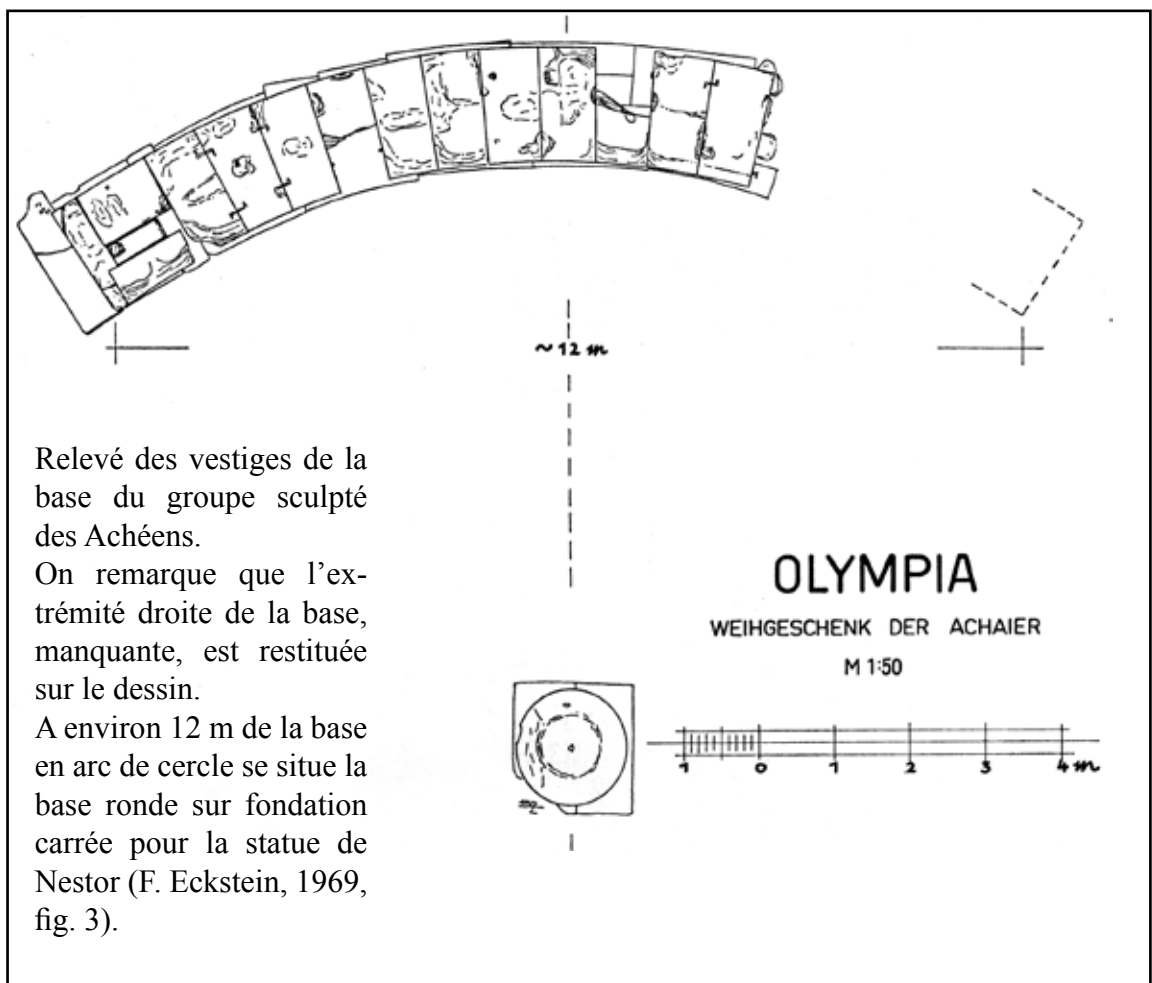 ~ 12 m
Relevé des vestiges de la
base du groupe sculpté
des Achéens.
On remarque que l'ex-
trémité droite de la base,
manquante, est restituée
sur le dessin.
A environ 12 m de la base
en arc de cercle se situe la
base ronde sur fondation
carrée pour la statue de
Nestor (F. Eckstein, 1969,
fig. 3).
OLYMPIA
WEIHGESCHENK DER ACHAIER
M 1:50
1 0 1 2 3 4 m